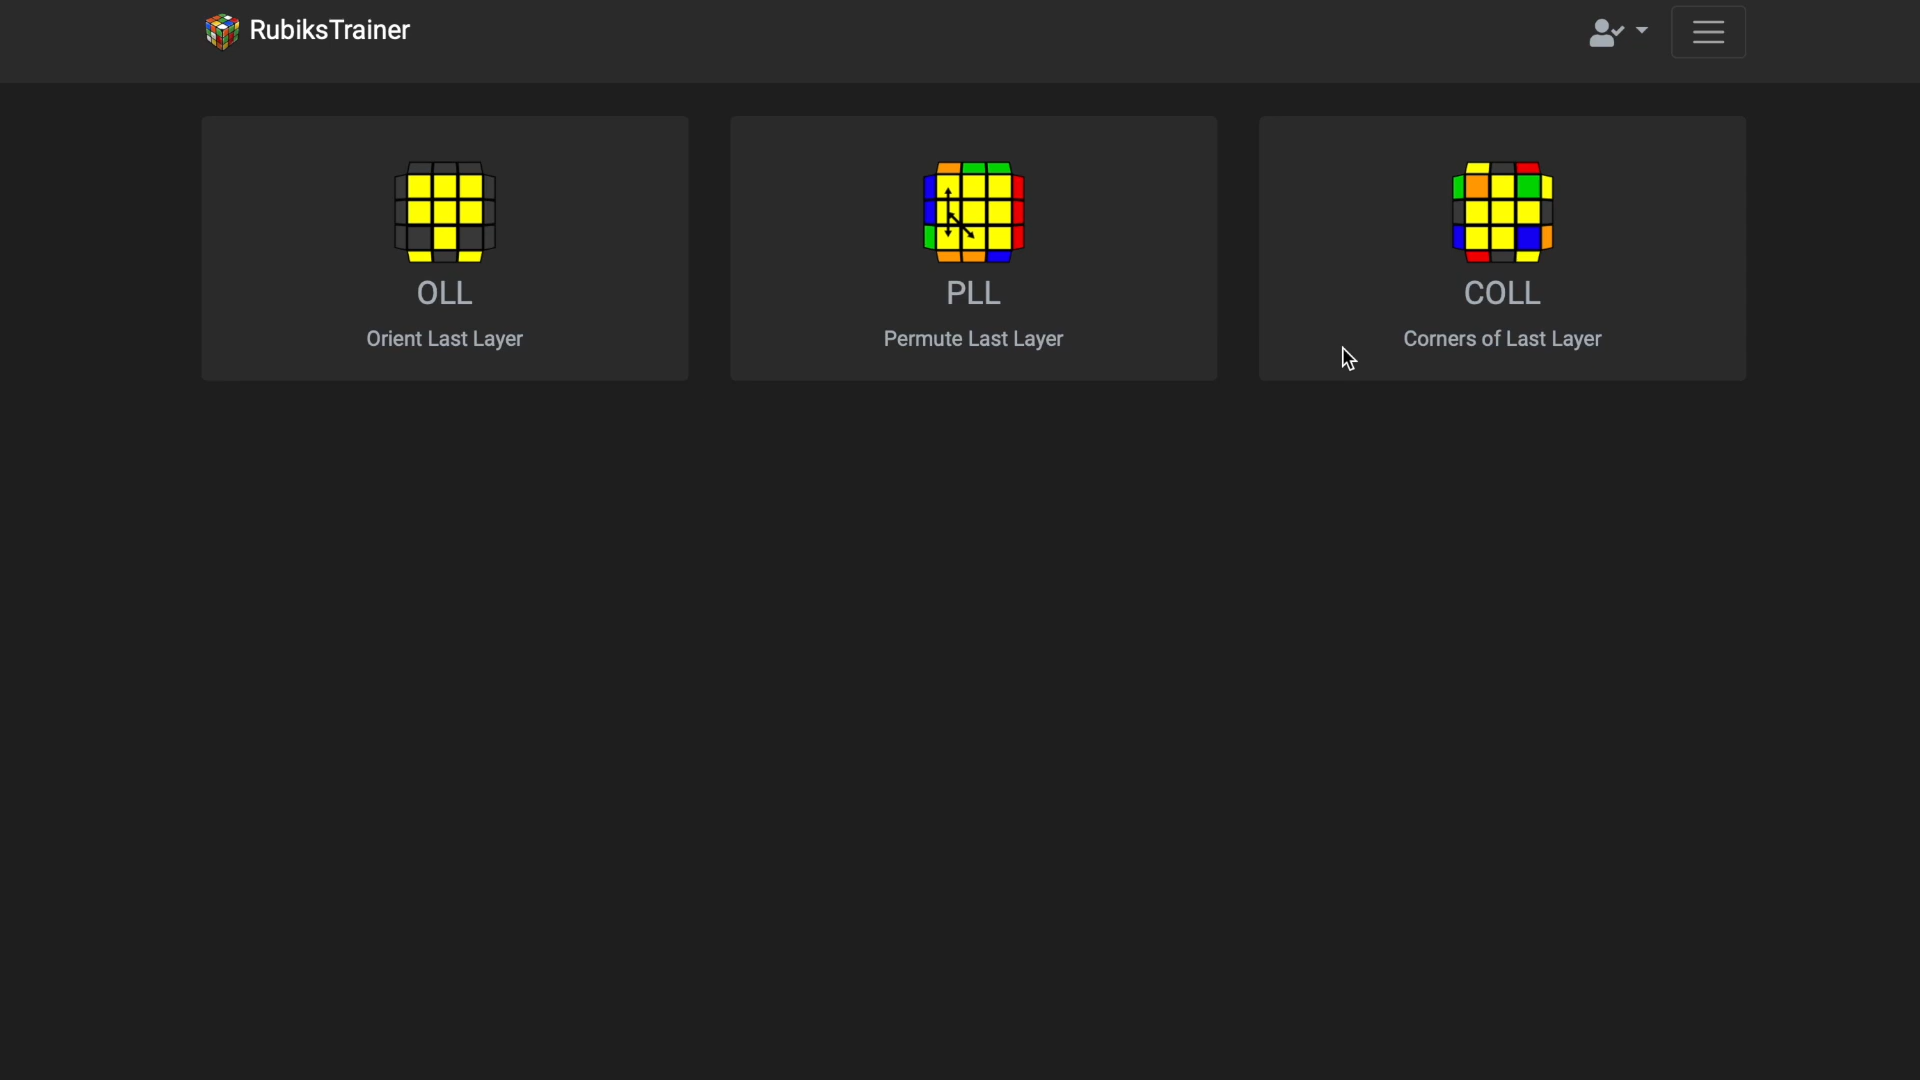 RubiksTrainer
OLL
Orient Last Layer
PLL
Permute Last Layer
COLL
Corners of Last Layer